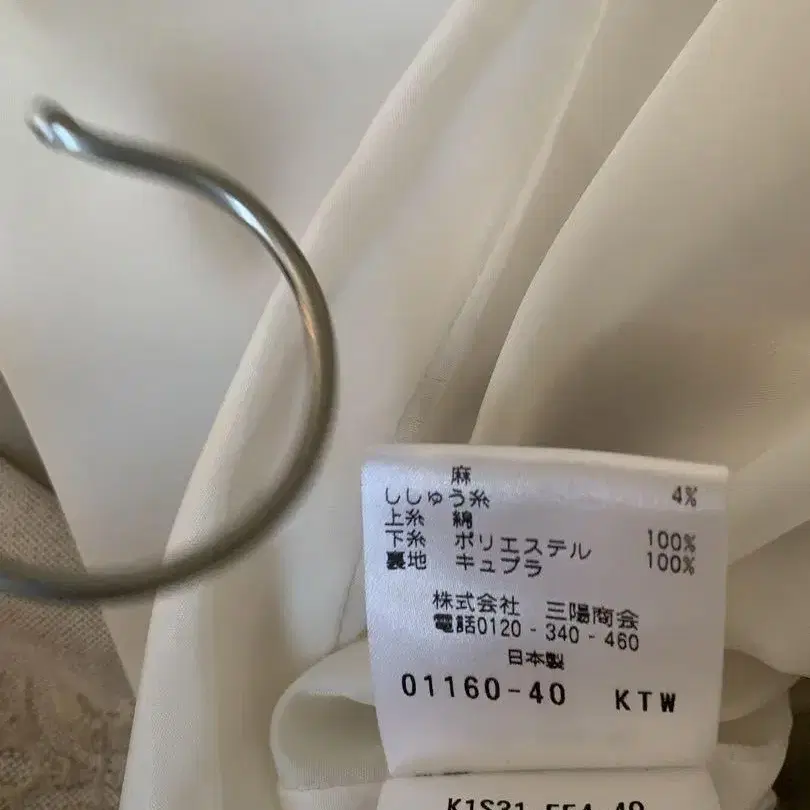 麻 4%
ししゅう糸
上糸 綿 100%
下糸 ポリエステル 100%
裏地 キュプラ
株式会社 三陽商会
電話0120-340-460
日本製
01160-40 KTW